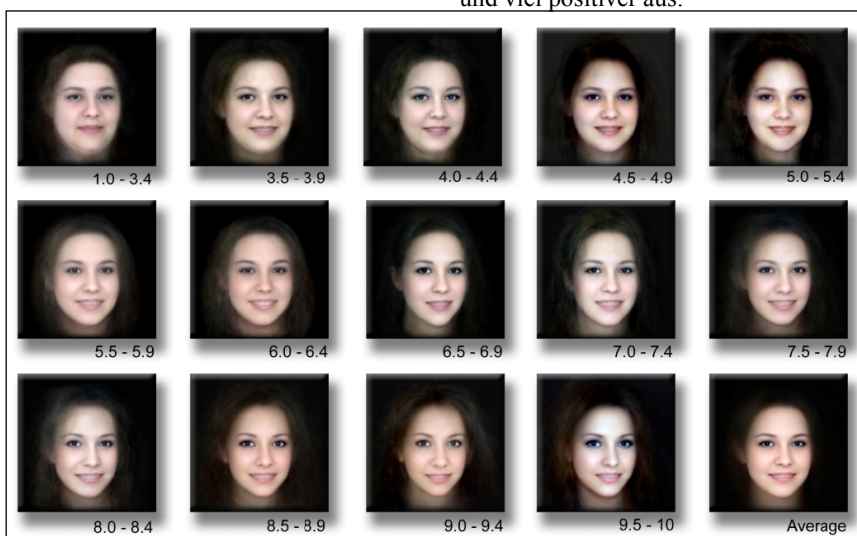 und viel positiver aus.
1.0 - 3.4 3.5 - 3.9 4.0 - 4.4 4.5 - 4.9 5.0 - 5.4
5.5 - 5.9 6.0 - 6.4 6.5 - 6.9 7.0 - 7.4 7.5 - 7.9
8.0 - 8.4 8.5 - 8.9 9.0 - 9.4 9.5 - 10 Average